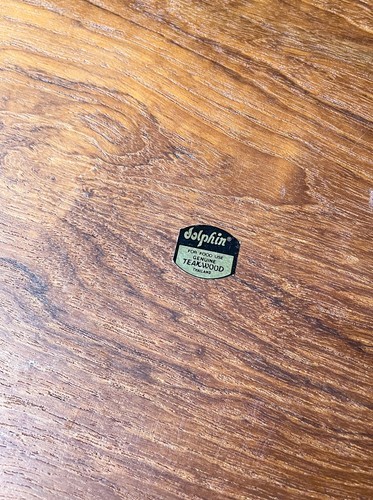 dolphin®
FOR FOOD USE
GENUINE
TEAKWOOD
THAILAND